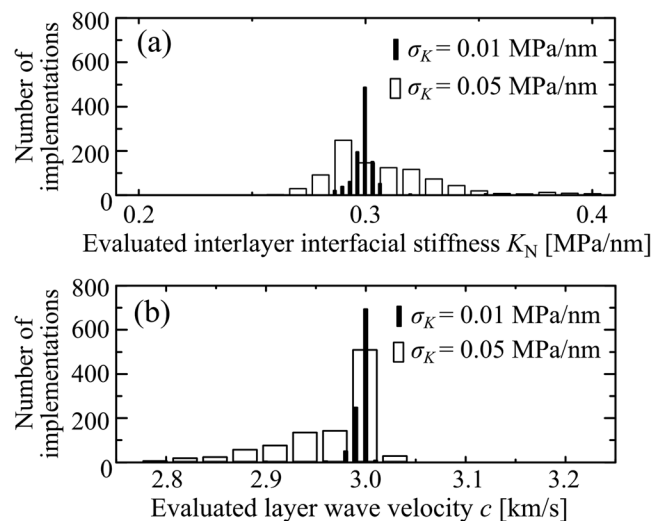 800
(a)
σK = 0.01 MPa/nm
600
σK = 0.05 MPa/nm
400
200
0
Number of
implementations
0.2
0.3
0.4
Evaluated interlayer interfacial stiffness KN [MPa/nm]
800
(b)
σK = 0.01 MPa/nm
600
σK = 0.05 MPa/nm
400
200
0
Number of
implementations
2.8
2.9
3.0
3.1
3.2
Evaluated layer wave velocity c [km/s]